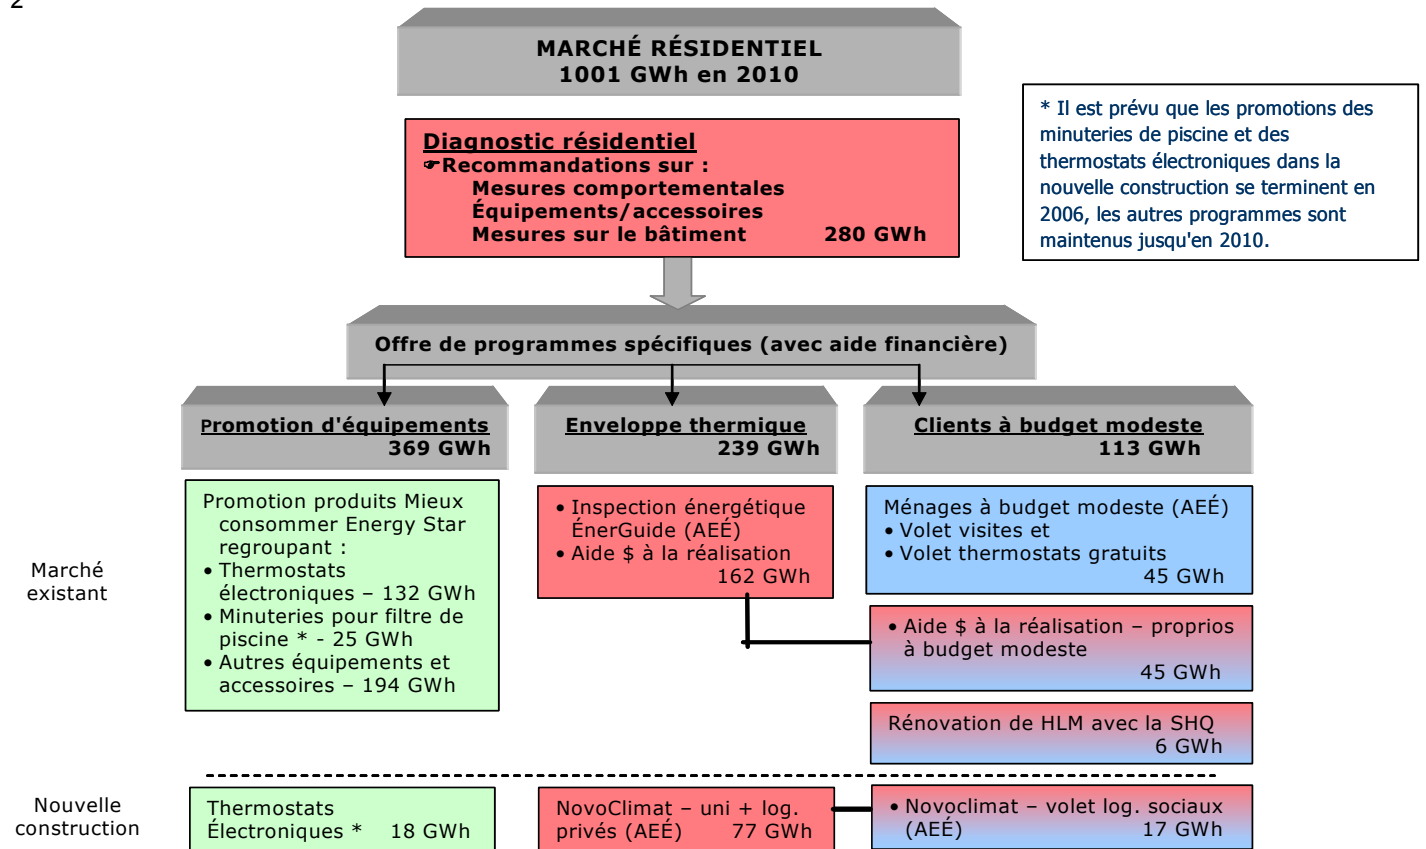 2
MARCHÉ RÉSIDENTIEL
1001 GWh en 2010
* Il est prévu que les promotions des
minuteries de piscine et des
thermostats électroniques dans la
nouvelle construction se terminent en
2006, les autres programmes sont
maintenus jusqu'en 2010.
Diagnostic résidentiel
☞Recommandations sur :
Mesures comportementales
Équipements/accessoires
Mesures sur le bâtiment 280 GWh
Offre de programmes spécifiques (avec aide financière)
Promotion d'équipements
369 GWh
Enveloppe thermique
239 GWh
Clients à budget modeste
113 GWh
Marché
existant
Promotion produits Mieux
consommer Energy Star
regroupant :
• Thermostats
électroniques – 132 GWh
• Minuteries pour filtre de
piscine * - 25 GWh
• Autres équipements et
accessoires – 194 GWh
• Inspection énergétique
ÉnerGuide (AEÉ)
• Aide $ à la réalisation
162 GWh
Ménages à budget modeste (AEÉ)
• Volet visites et
• Volet thermostats gratuits
45 GWh
• Aide $ à la réalisation – proprios
à budget modeste
45 GWh
Rénovation de HLM avec la SHQ
6 GWh
Nouvelle
construction
Thermostats
Électroniques * 18 GWh
NovoClimat – uni + log.
privés (AEÉ) 77 GWh
• Novoclimat – volet log. sociaux
(AEÉ) 17 GWh